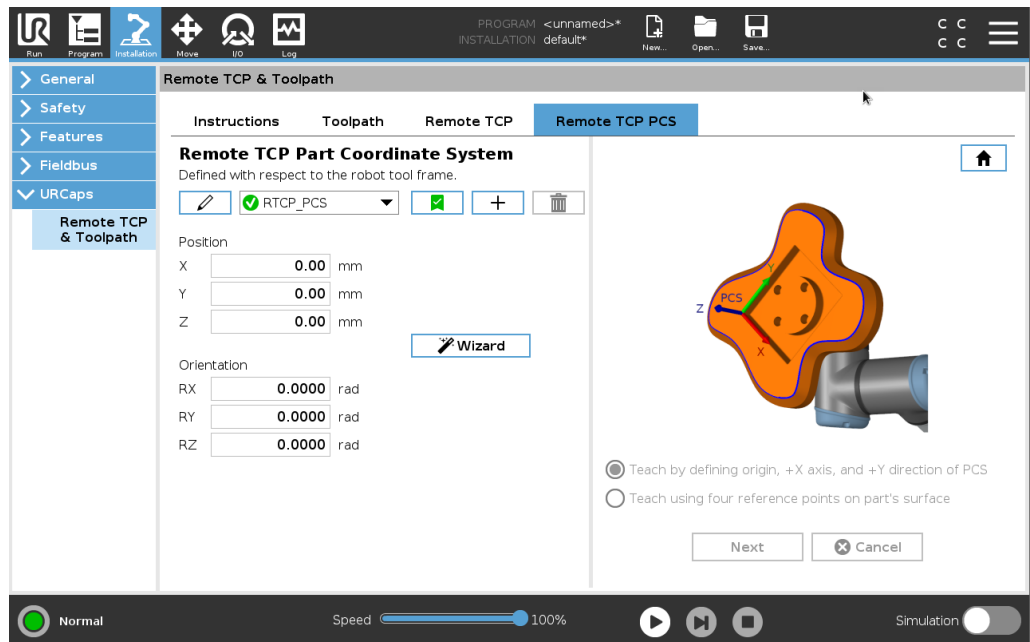 UR
PROGRAM <unnamed>*
INSTALLATION default*
C C
C C
Run Program Installation Move I/O Log New... Open... Save...
General
Safety
Features
Fieldbus
URCaps
Remote TCP
& Toolpath
Remote TCP & Toolpath
Instructions Toolpath Remote TCP Remote TCP PCS
Remote TCP Part Coordinate System
Defined with respect to the robot tool frame.
RTCP_PCS
Position
X 0.00 mm
Y 0.00 mm
Z 0.00 mm
Wizard
Orientation
RX 0.0000 rad
RY 0.0000 rad
RZ 0.0000 rad
Y
PCS
Z
X
Teach by defining origin, +X axis, and +Y direction of PCS
Teach using four reference points on part's surface
Next Cancel
Normal Speed 100% Simulation